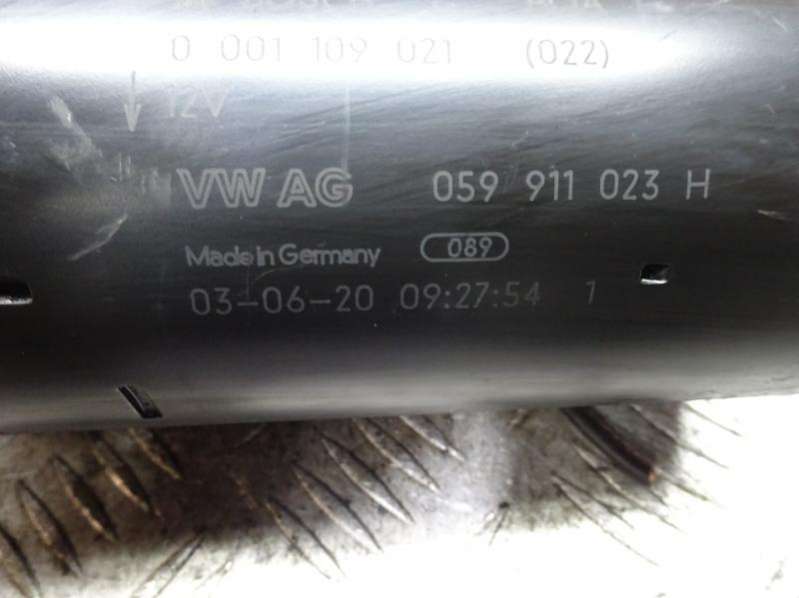 0 001 109 021 (022)
12V
VW AG 059 911 023 H
Made in Germany 089
03-06-20 09:27:54 1